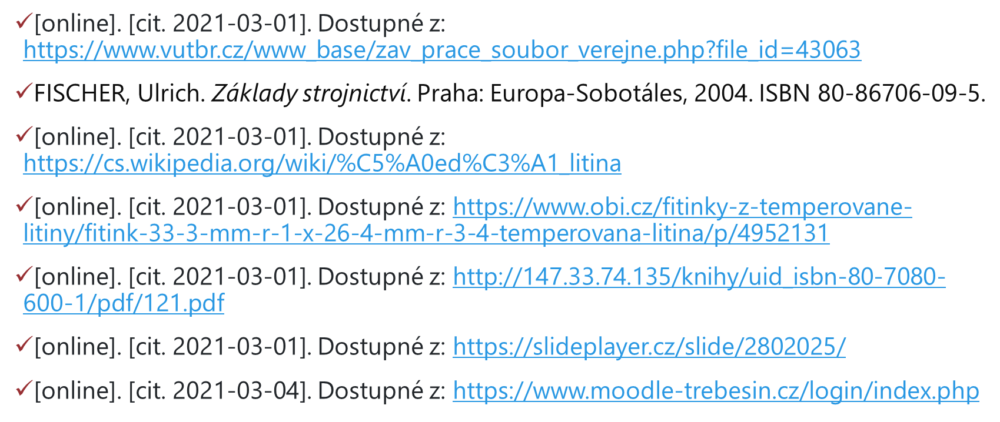 ✓[online]. [cit. 2021-03-01]. Dostupné z:
https://www.vutbr.cz/www_base/zav_prace_soubor_verejne.php?file_id=43063
✓FISCHER, Ulrich. Základy strojnictví. Praha: Europa-Sobotáles, 2004. ISBN 80-86706-09-5.
✓[online]. [cit. 2021-03-01]. Dostupné z:
https://cs.wikipedia.org/wiki/%C5%A0ed%C3%A1_litina
✓[online]. [cit. 2021-03-01]. Dostupné z: https://www.obi.cz/fitinky-z-temperovane-
litiny/fitink-33-3-mm-r-1-x-26-4-mm-r-3-4-temperovana-litina/p/4952131
✓[online]. [cit. 2021-03-01]. Dostupné z: http://147.33.74.135/knihy/uid_isbn-80-7080-
600-1/pdf/121.pdf
✓[online]. [cit. 2021-03-01]. Dostupné z: https://slideplayer.cz/slide/2802025/
✓[online]. [cit. 2021-03-04]. Dostupné z: https://www.moodle-trebesin.cz/login/index.php